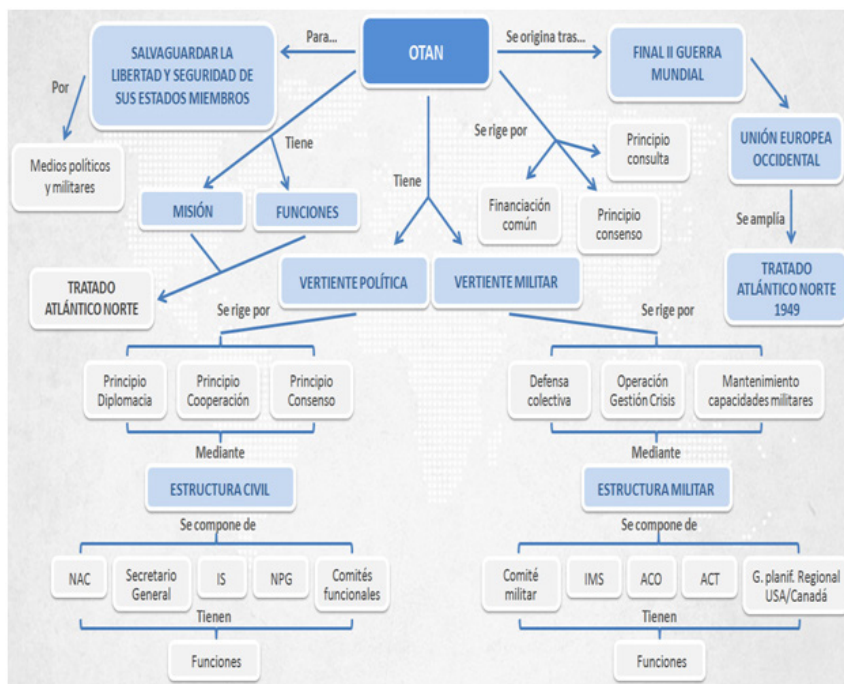 Para...
OTAN
Se origina tras...
SALVAGUARDAR LA
LIBERTAD Y SEGURIDAD DE
SUS ESTADOS MIEMBROS
FINAL II GUERRA
MUNDIAL
Por
Tiene
Se rige por
Principio
consulta
UNIÓN EUROPEA
OCCIDENTAL
Medios políticos
y militares
Tiene
MISIÓN
FUNCIONES
Financiación
común
Principio
consenso
Se amplía
TRATADO
ATLÁNTICO NORTE
VERTIENTE POLÍTICA
VERTIENTE MILITAR
TRATADO
ATLÁNTICO NORTE
1949
Se rige por
Se rige por
Principio
Diplomacia
Principio
Cooperación
Principio
Consenso
Defensa
colectiva
Operación
Gestión Crisis
Mantenimiento
capacidades militares
Mediante
Mediante
ESTRUCTURA CIVIL
ESTRUCTURA MILITAR
Se compone de
Se compone de
NAC
Secretario
General
IS
NPG
Comités
funcionales
Comité
militar
IMS
ACO
ACT
G. planif. Regional
USA/Canadá
Tienen
Tienen
Funciones
Funciones